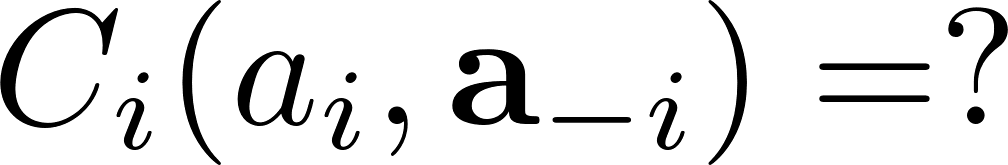 $C_i(a_i, \mathbf{a}_{-i}) = ?$